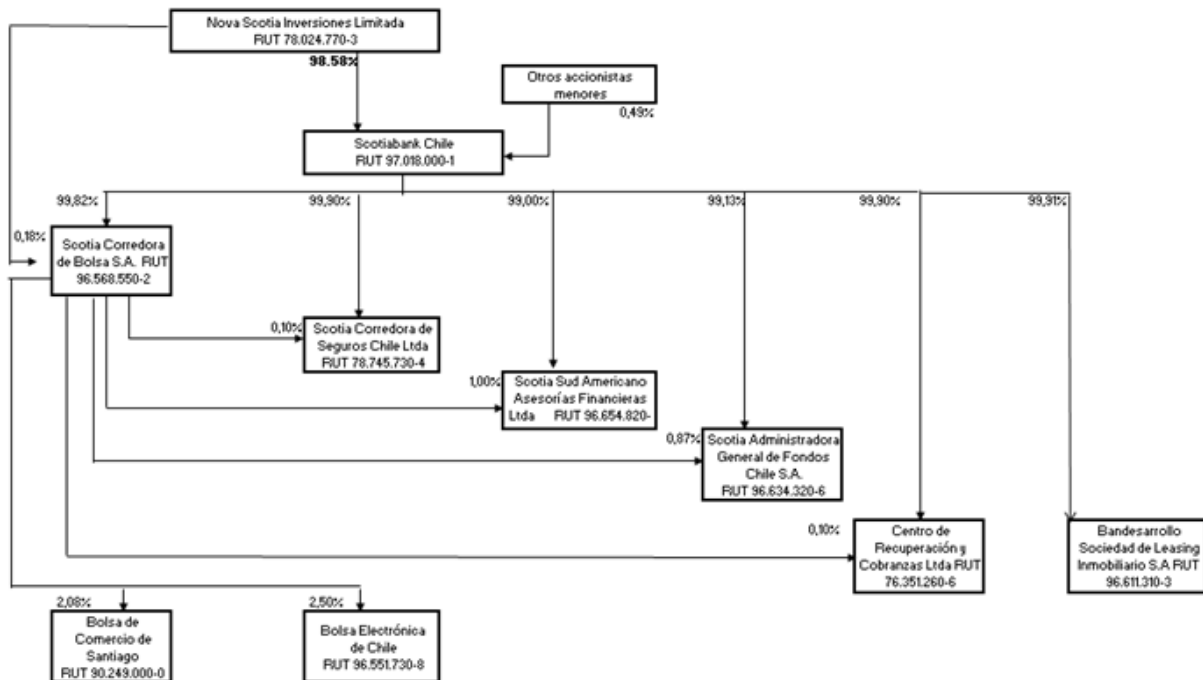 Nova Scotia Inversiones Limitada
RUT 78.024.770-3
98.58%
Otros accionistas
menores
0,49%
Scotiabank Chile
RUT 97.018.000-1
99,82%
99,90%
99,00%
99,13%
99,90%
99,91%
0,18%
Scotia Corredora
de Bolsa S.A. RUT
96.568.550-2
0,10%
Scotia Corredora de
Seguros Chile Ltda
RUT 78.745.730-4
1,00%
Scotia Sud Americano
Asesorías Financieras
Ltda RUT 96.654.820-
0,87%
Scotia Administradora
General de Fondos
Chile S.A.
RUT 96.634.320-6
0,10%
Centro de
Recuperación y
Cobranzas Ltda RUT
76.351.260-6
Bandesarrollo
Sociedad de Leasing
Inmobiliario S.A RUT
96.611.310-3
2,08%
Bolsa de
Comercio de
Santiago
RUT 90.249.000-0
2,50%
Bolsa Electrónica
de Chile
RUT 96.551.730-8